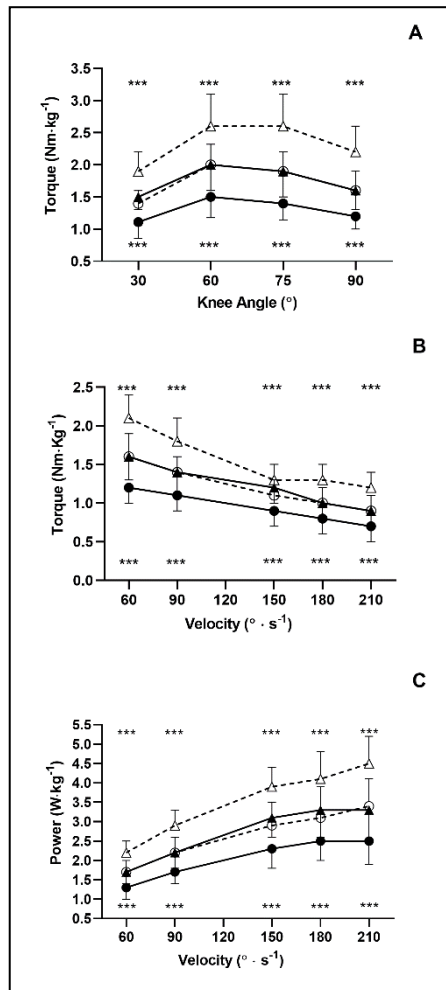 A
*** *** *** ***
3.5
3.0
2.5
2.0
1.5
1.0
0.5
Torque (Nm·kg-1)
*** *** *** ***
30 60 75 90
Knee Angle (°)
B
*** *** *** *** ***
2.5
2.0
1.5
1.0
0.5
0.0
Torque (Nm·Kg-1)
*** *** *** *** ***
60 90 120 150 180 210
Velocity (° · s-1)
C
*** *** *** *** ***
5.5
5.0
4.5
4.0
3.5
3.0
2.5
2.0
1.5
1.0
0.5
Power (W·kg-1)
*** *** *** *** ***
60 90 120 150 180 210
Velocity (° · s-1)